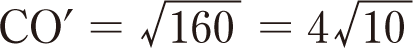 CO′ = √160 = 4√10